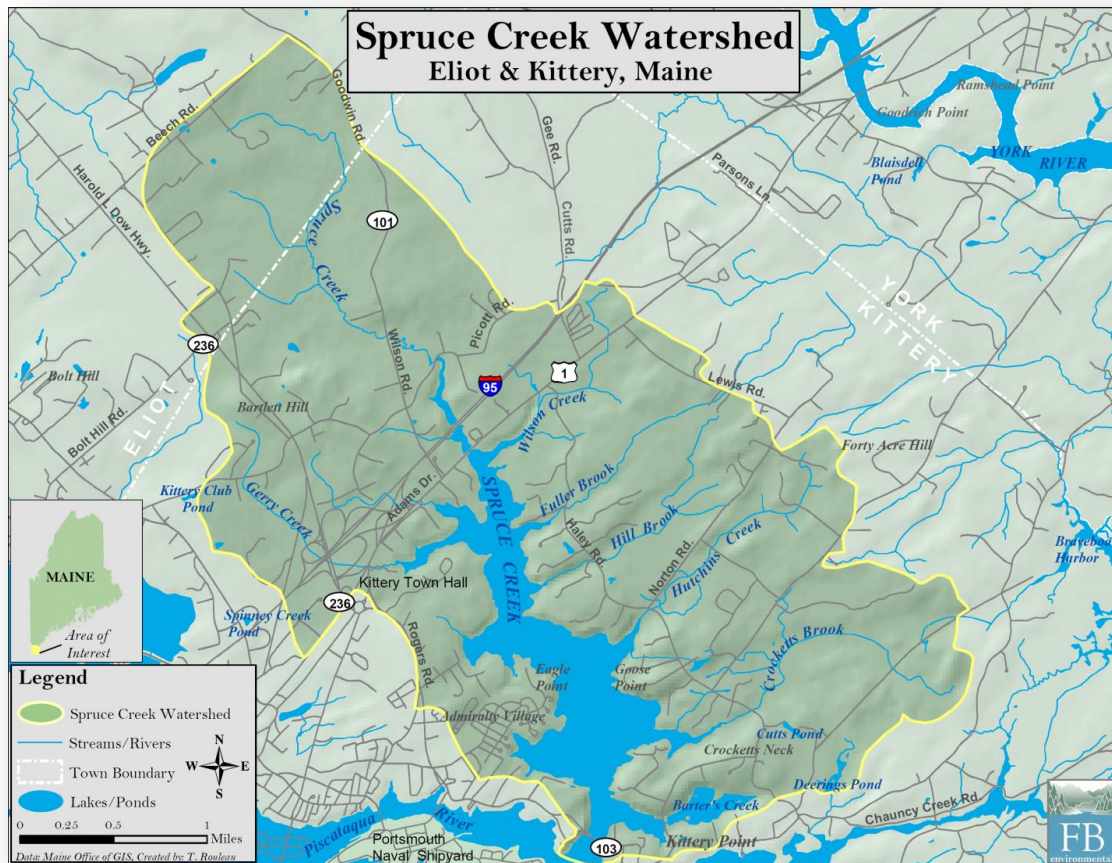 Spruce Creek Watershed
Eliot & Kittery, Maine
Ramshead Point
Goodrich Point
YORK
RIVER
Blaisdell
Pond
Beech Rd.
Goodwin Rd.
Gee Rd.
Parsons Ln.
Harold L Dow Hwy.
Spruce
Creek
101
Cutts Rd.
YORK
KITTERY
236
Wilson Rd.
Picott Rd.
95
1
Lewis Rd.
Bolt Hill
Bolt Hill Rd.
ELIOT
Bartlett Hill
Wilson Creek
Forty Acre Hill
Kittery Club
Pond
Gerry Creek
Adams Dr.
SPRUCE CREEK
Fuller Brook
Haley Rd.
Hill Brook
Norton Rd.
Hutchins Creek
Harbor
Kittery Town Hall
236
MAINE
Area of
Interest
Spinney Creek
Pond
Rogers Rd.
Eagle
Point
Goose
Point
Crocketts Brook
Admiralty Village
Cutts Pond
Crocketts Neck
Deerings Pond
Barter's Creek
Chauncy Creek Rd
Kittery Point
103
Piscataqua
River
Portsmouth
Naval Shipyard
Legend
Spruce Creek Watershed
Streams/Rivers
Town Boundary
Lakes/Ponds
N
W E
S
0 0.25 0.5 1
Miles
Data: Maine Office of GIS, Created by: T. Rouleau
FB
environmental